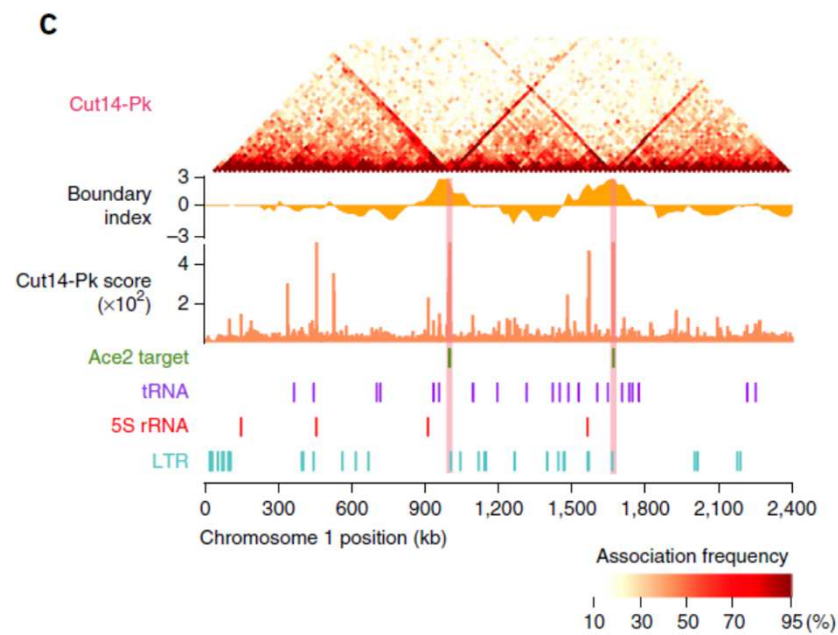 C
Cut14-Pk
Boundary
index
3
0
–3
Cut14-Pk score
(×10²)
4
2
Ace2 target
tRNA
5S rRNA
LTR
0 300 600 900 1,200 1,500 1,800 2,100 2,400
Chromosome 1 position (kb)
Association frequency
10 30 50 70 95 (%)